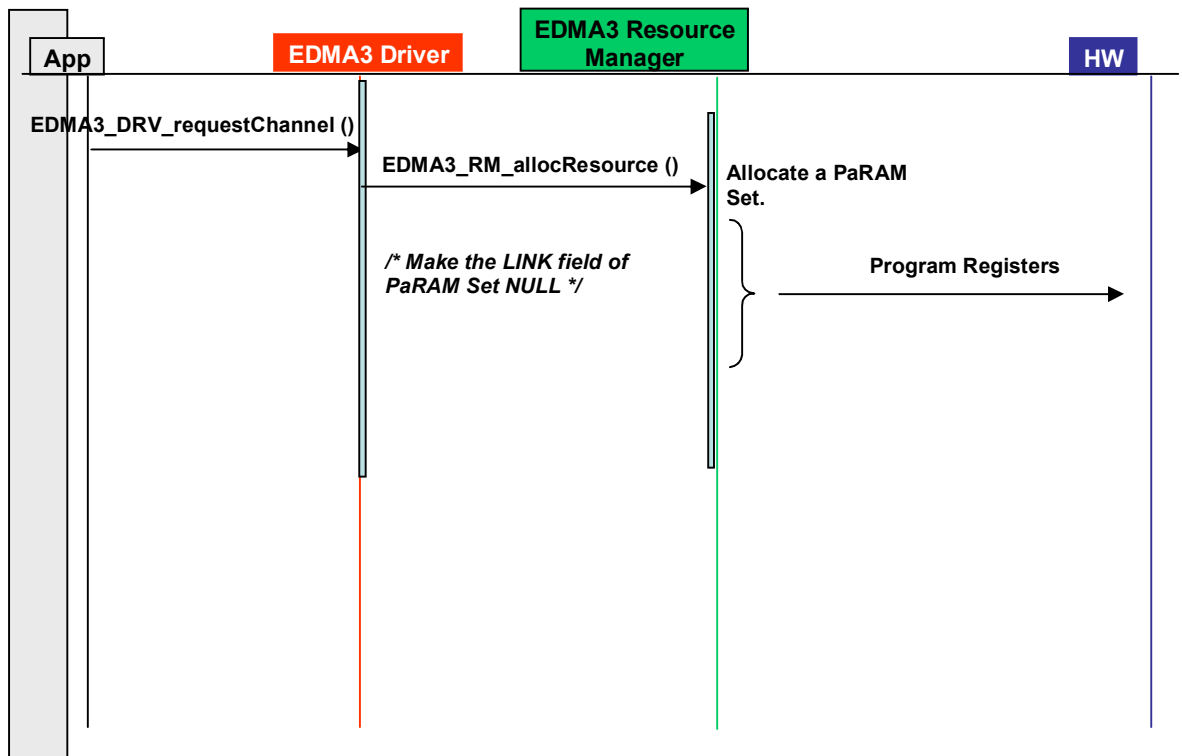 App
EDMA3 Driver
EDMA3 Resource
Manager
HW
EDMA3_DRV_requestChannel ()
EDMA3_RM_allocResource ()
Allocate a PaRAM
Set.
/* Make the LINK field of
PaRAM Set NULL */
Program Registers